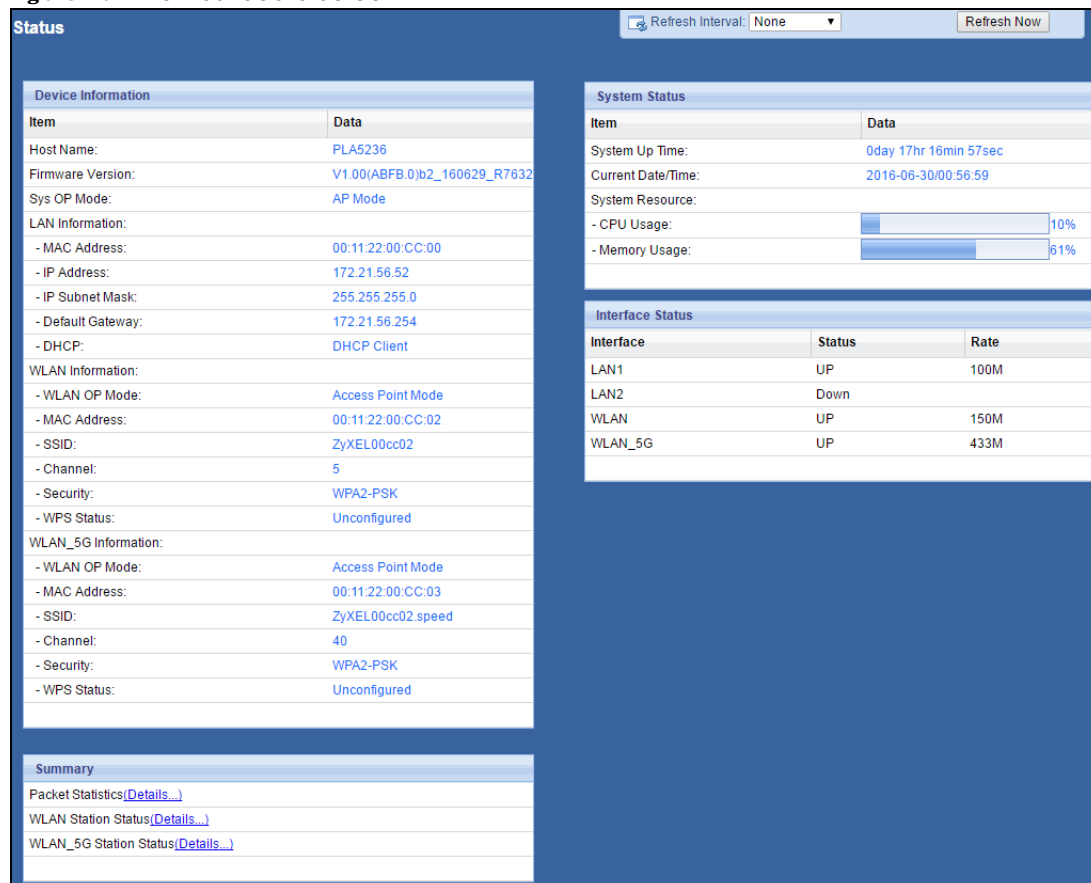 Status
Refresh Interval: None
Refresh Now
Device Information
Item Data
Host Name: PLA5236
Firmware Version: V1.00(ABFB.0)b2_160629_R7632
Sys OP Mode: AP Mode
LAN Information:
- MAC Address: 00:11:22:00:CC:00
- IP Address: 172.21.56.52
- IP Subnet Mask: 255.255.255.0
- Default Gateway: 172.21.56.254
- DHCP: DHCP Client
WLAN Information:
- WLAN OP Mode: Access Point Mode
- MAC Address: 00:11:22:00:CC:02
- SSID: ZyXEL00cc02
- Channel: 5
- Security: WPA2-PSK
- WPS Status: Unconfigured
WLAN_5G Information:
- WLAN OP Mode: Access Point Mode
- MAC Address: 00:11:22:00:CC:03
- SSID: ZyXEL00cc02.speed
- Channel: 40
- Security: WPA2-PSK
- WPS Status: Unconfigured
Summary
Packet Statistics(Details...)
WLAN Station Status(Details...)
WLAN_5G Station Status(Details...)
System Status
Item Data
System Up Time: 0day 17hr 16min 57sec
Current Date/Time: 2016-06-30/00:56:59
System Resource:
- CPU Usage: 10%
- Memory Usage: 61%
Interface Status
Interface Status Rate
LAN1 UP 100M
LAN2 Down
WLAN UP 150M
WLAN_5G UP 433M